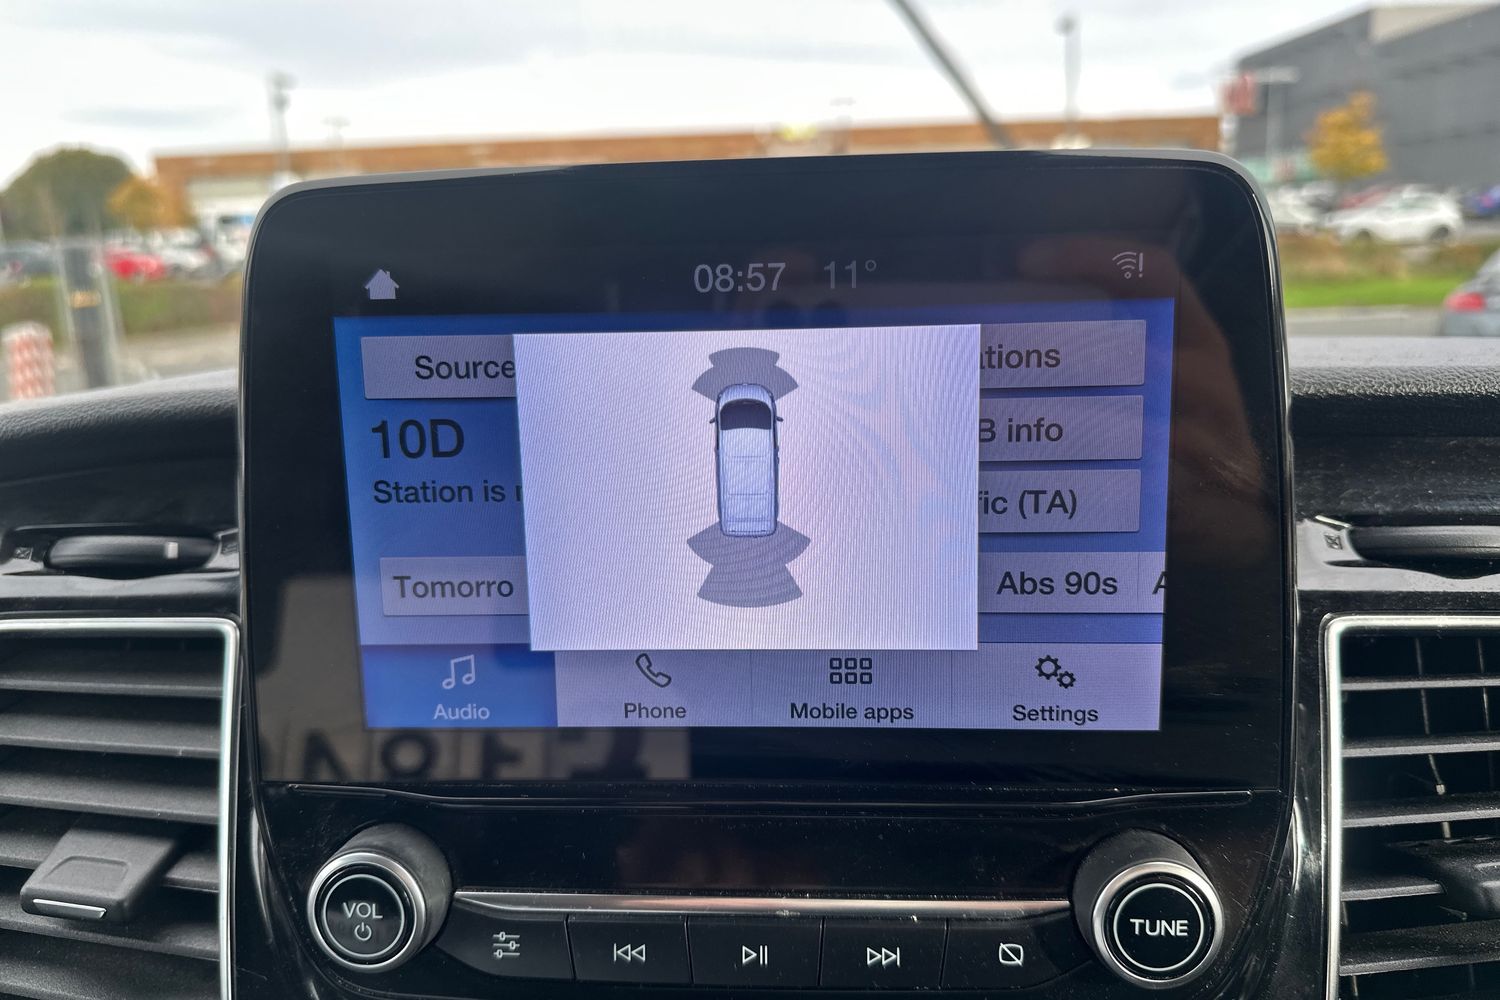 08:57 11°
Source
ations
10D
B info
Station is
fic (TA)
Tomorro
Abs 90s A
Audio
Phone
Mobile apps
Settings
VOL
TUNE